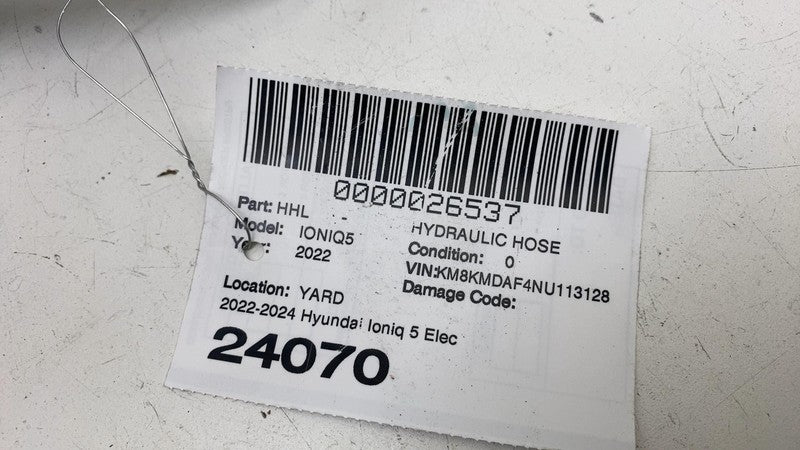 0000026537
Part: HHL - HYDRAULIC HOSE
Model: IONIQ5 Condition: 0
Year: 2022 VIN:KM8KMDAF4NU113128
Location: YARD Damage Code:
2022-2024 Hyundai Ioniq 5 Elec
24070